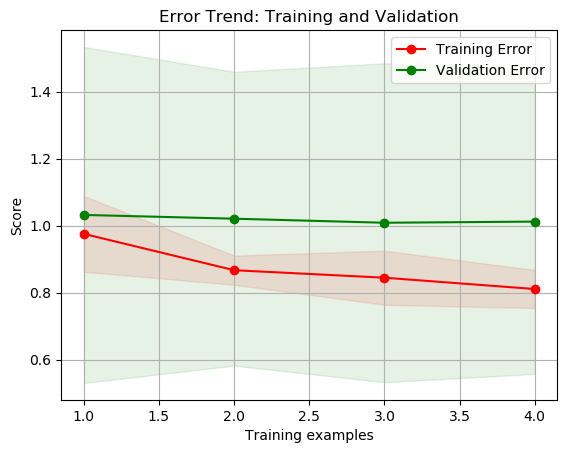 Error Trend: Training and Validation
Training Error
Validation Error
Score
1.4
1.2
1.0
0.8
0.6
1.0
1.5
2.0
2.5
3.0
3.5
4.0
Training examples